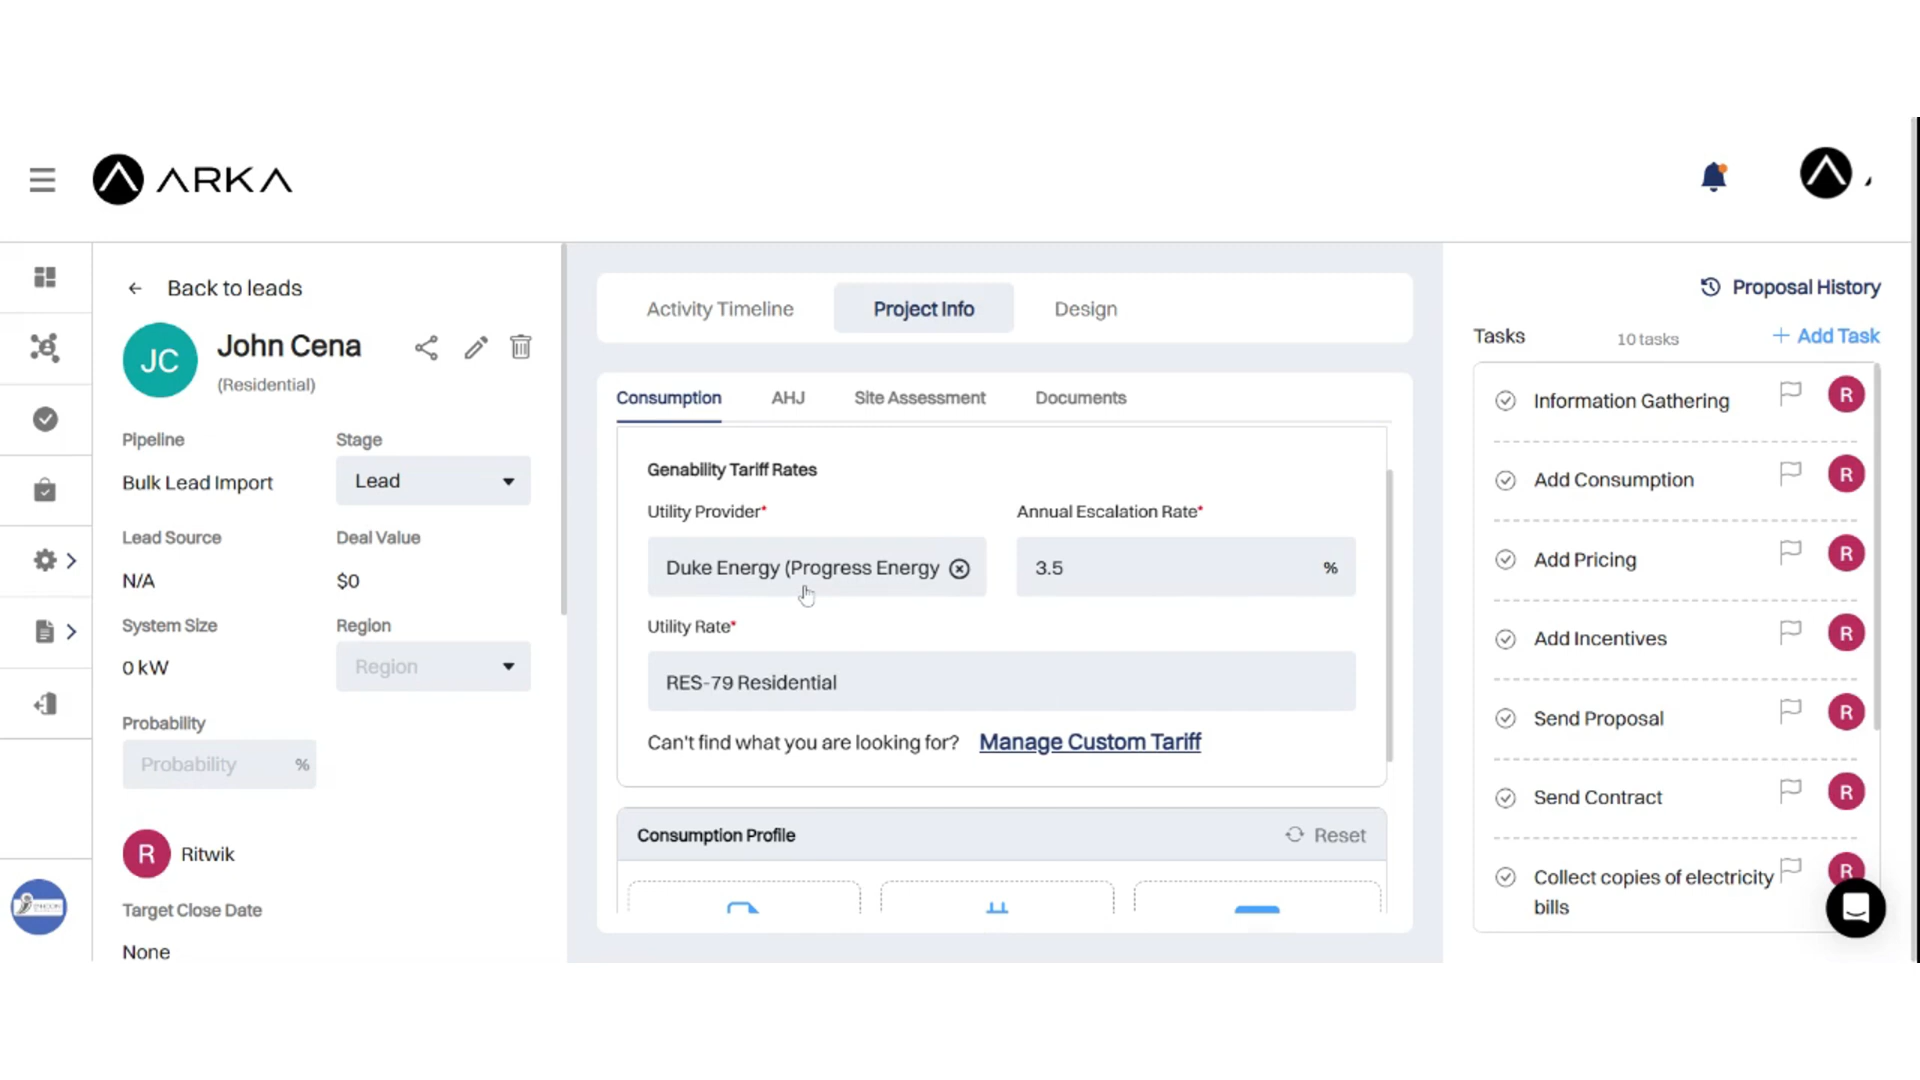 ARKA
Back to leads
JC
John Cena
(Residential)
Pipeline
Stage
Bulk Lead Import
Lead
Lead Source
Deal Value
N/A
$0
System Size
Region
0 kW
Region
Probability
Probability %
R Ritwik
Target Close Date
None
Activity Timeline
Project Info
Design
Consumption
AHJ
Site Assessment
Documents
Genability Tariff Rates
Utility Provider*
Annual Escalation Rate*
Duke Energy (Progress Energy
3.5 %
Utility Rate*
RES-79 Residential
Can't find what you are looking for? Manage Custom Tariff
Consumption Profile
Reset
Proposal History
Tasks
10 tasks
+ Add Task
Information Gathering R
Add Consumption R
Add Pricing R
Add Incentives R
Send Proposal R
Send Contract R
Collect copies of electricity R
bills